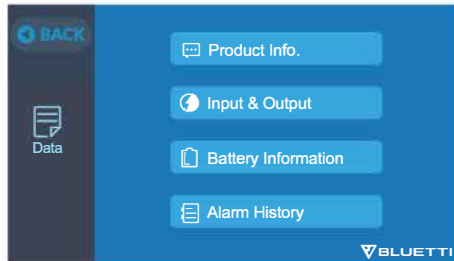 BACK
Data
Product Info.
Input & Output
Battery Information
Alarm History
BLUETTI